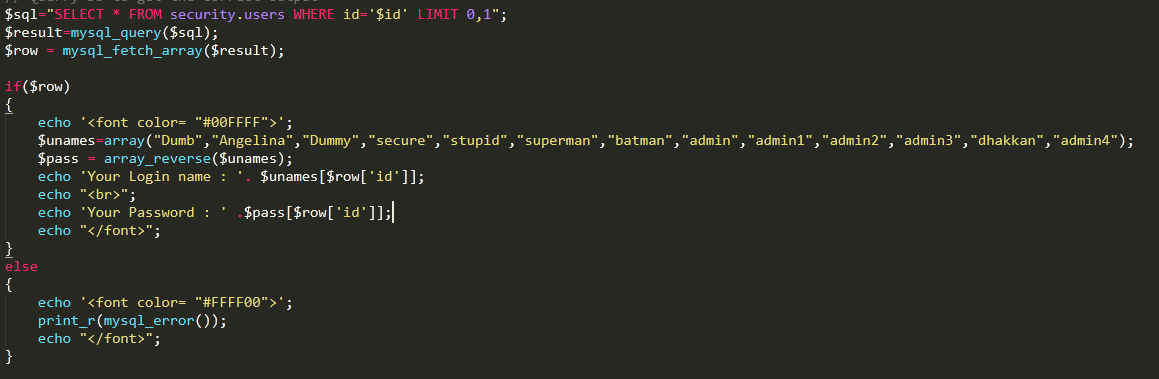 $sql="SELECT * FROM security.users WHERE id='$id' LIMIT 0,1";
$result=mysql_query($sql);
$row = mysql_fetch_array($result);
if($row)
{
echo '<font color= "#00FFFF">';
$unames=array("Dumb","Angelina","Dummy","secure","stupid","superman","batman","admin","admin1","admin2","admin3","dhakkan","admin4");
$pass = array_reverse($unames);
echo 'Your Login name : '. $unames[$row['id']];
echo "<br>";
echo 'Your Password : ' .$pass[$row['id']];
echo "</font>";
}
else
{
echo '<font color= "#FFFF00">';
print_r(mysql_error());
echo "</font>";
}